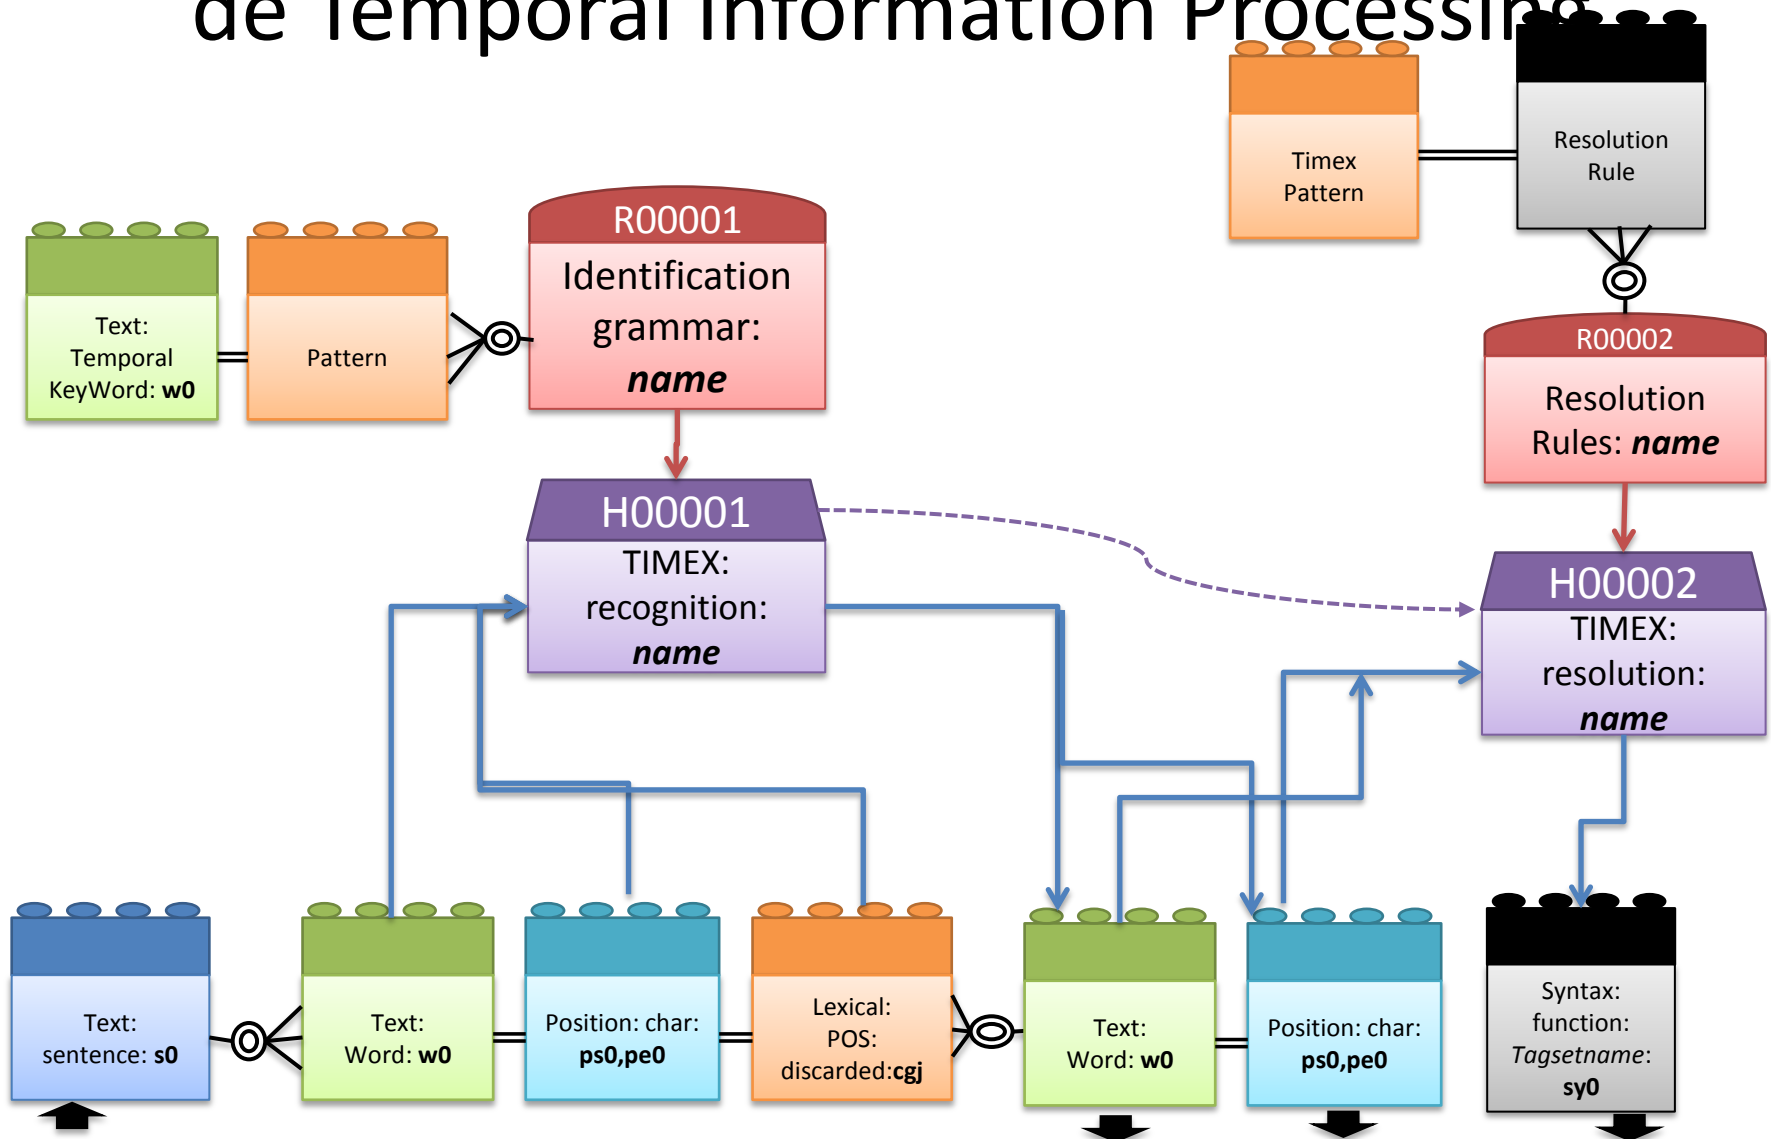 de Temporal Information Processing
Timex
Pattern
Resolution
Rule
R00001
Identification
grammar:
name
Text:
Temporal
KeyWord: w0
Pattern
R00002
Resolution
Rules: name
H00001
TIMEX:
recognition:
name
H00002
TIMEX:
resolution:
name
Text:
sentence: s0
Text:
Word: w0
Position: char:
ps0,pe0
Lexical:
POS:
discarded:cgj
Text:
Word: w0
Position: char:
ps0,pe0
Syntax:
function:
Tagsetname:
sy0